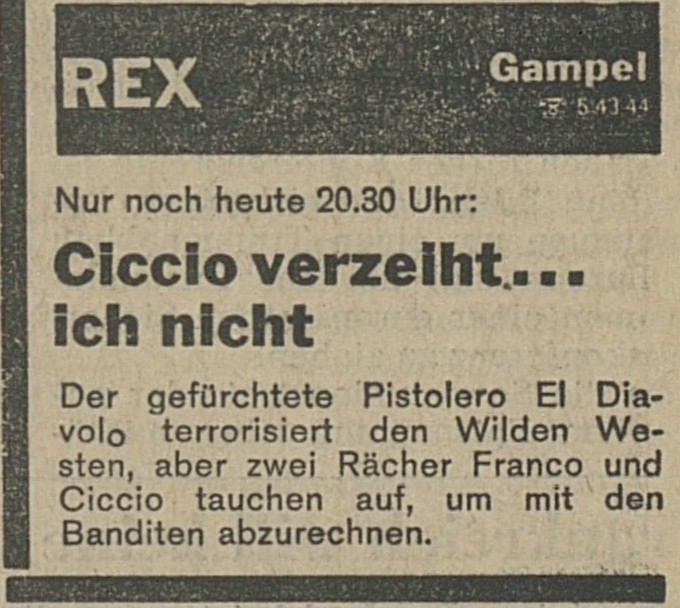 REX
Gampel
☏ 5 43 44
Nur noch heute 20.30 Uhr:
Ciccio verzeiht...
ich nicht
Der gefürchtete Pistolero El Dia-
volo terrorisiert den Wilden We-
sten, aber zwei Rächer Franco und
Ciccio tauchen auf, um mit den
Banditen abzurechnen.